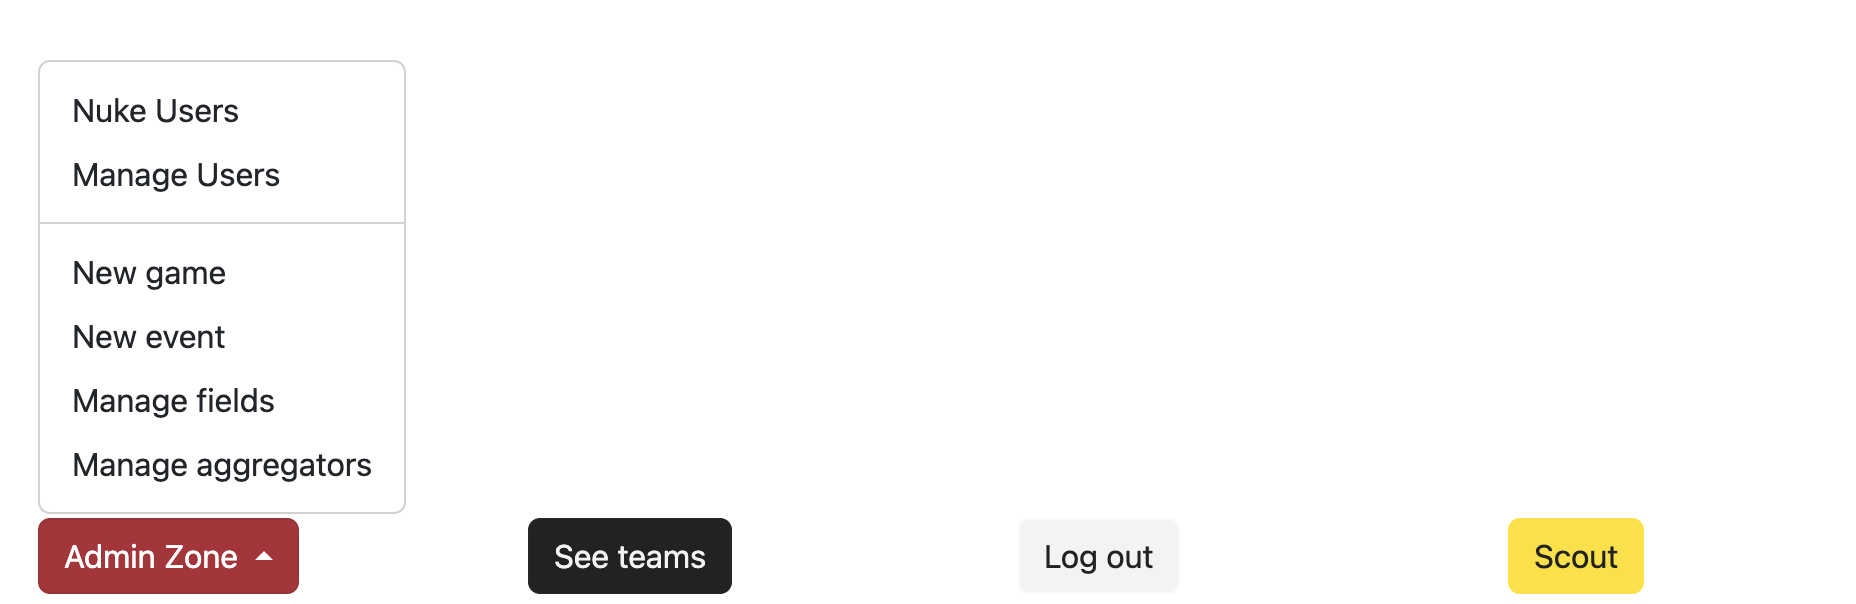 Nuke Users
Manage Users
New game
New event
Manage fields
Manage aggregators
Admin Zone
See teams
Log out
Scout